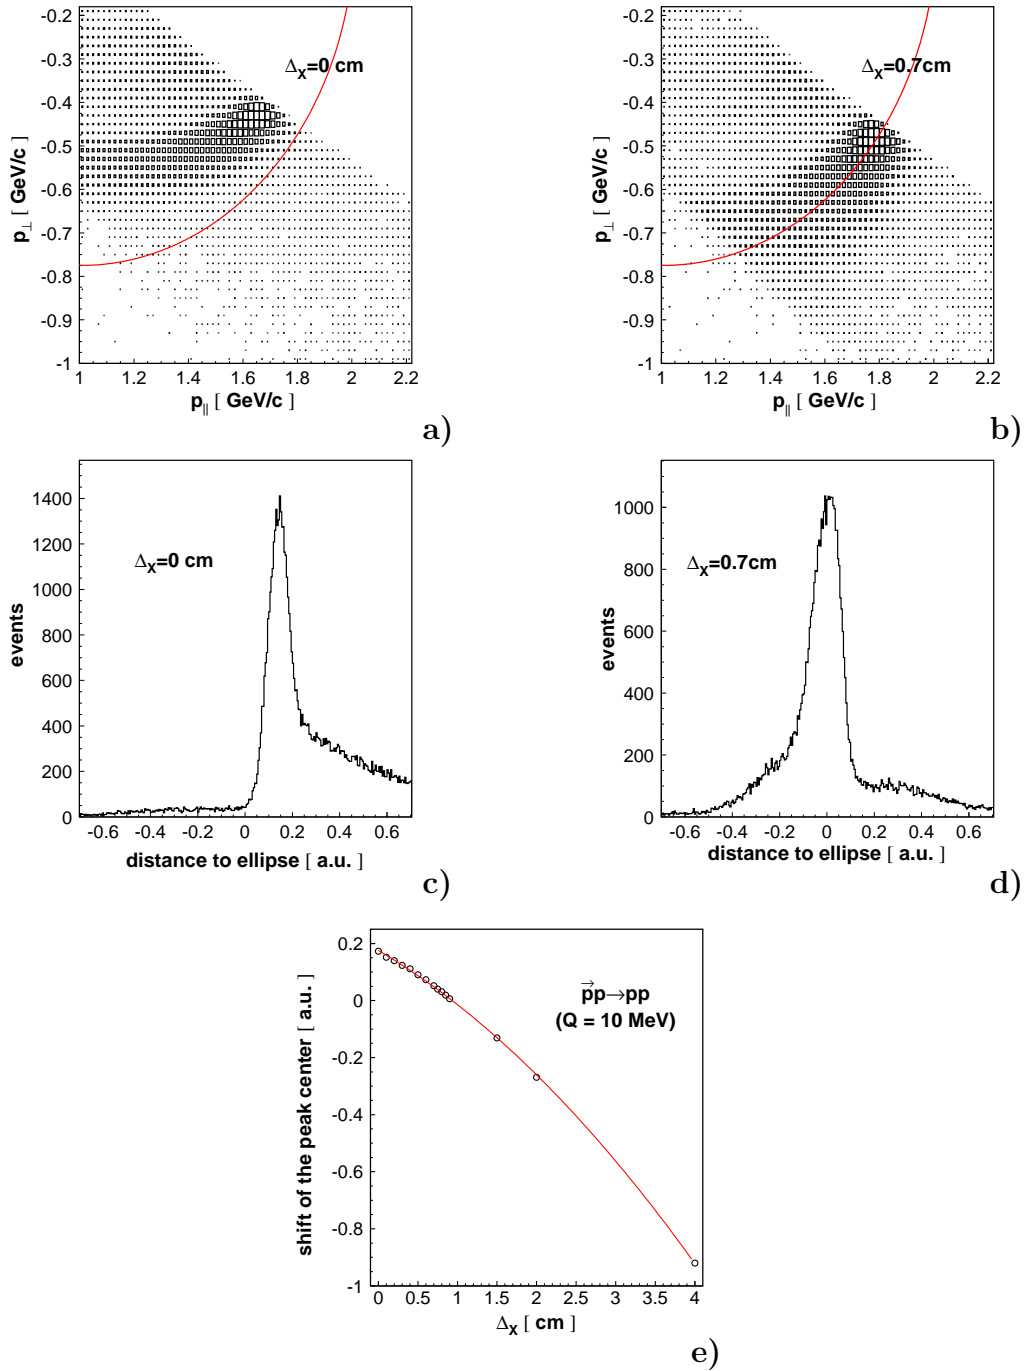 -0.2
-0.3
-0.4
-0.5
-0.6
-0.7
-0.8
-0.9
-1
p⊥ [ GeV/c ]
Δx=0 cm
1 1.2 1.4 1.6 1.8 2 2.2
p|| [ GeV/c ]
a)
-0.2
-0.3
-0.4
-0.5
-0.6
-0.7
-0.8
-0.9
-1
p⊥ [ GeV/c ]
Δx=0.7cm
1 1.2 1.4 1.6 1.8 2 2.2
p|| [ GeV/c ]
b)
1400
1200
1000
800
600
400
200
0
events
Δx=0 cm
-0.6 -0.4 -0.2 0 0.2 0.4 0.6
distance to ellipse [ a.u. ]
c)
1000
800
600
400
200
0
events
Δx=0.7cm
-0.6 -0.4 -0.2 0 0.2 0.4 0.6
distance to ellipse [ a.u. ]
d)
0.2
0
-0.2
-0.4
-0.6
-0.8
-1
shift of the peak center [ a.u. ]
p⃗p→pp
(Q = 10 MeV)
0 0.5 1 1.5 2 2.5 3 3.5 4
Δx [ cm ]
e)